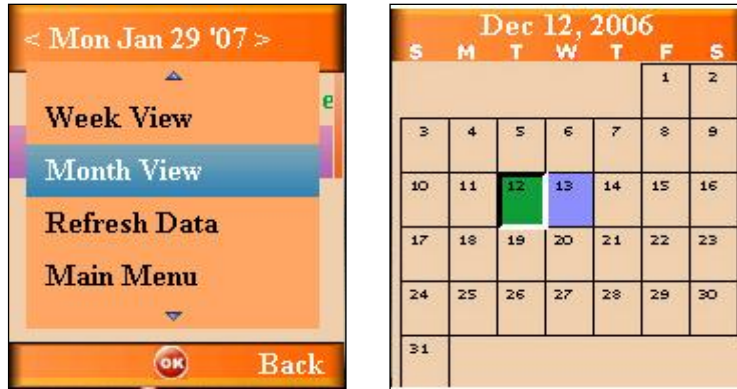 < Mon Jan 29 '07 >
e
Week View
Month View
Refresh Data
Main Menu
OK
Back
Dec 12, 2006
S M T W T F S
1 2
3 4 5 6 7 8 9
10 11 12 13 14 15 16
17 18 19 20 21 22 23
24 25 26 27 28 29 30
31